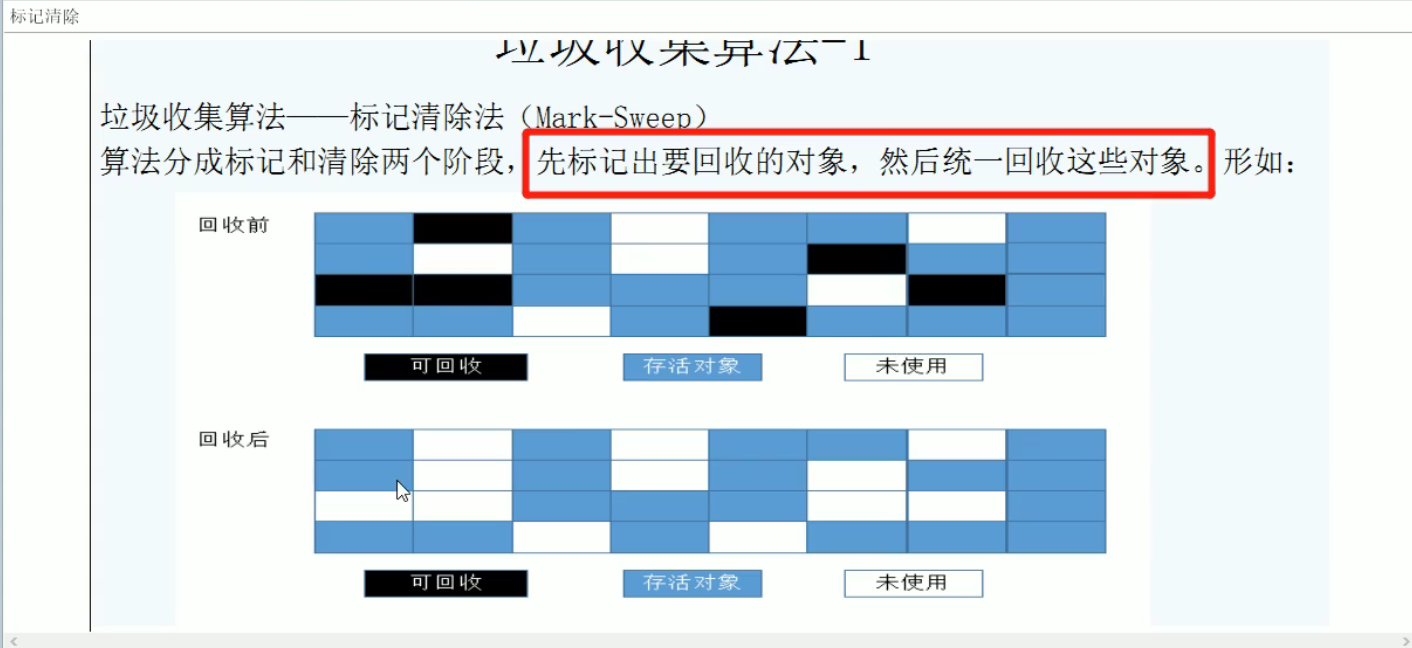 标记清除
垃圾收集算法-1
垃圾收集算法——标记清除法（Mark-Sweep）
算法分成标记和清除两个阶段，先标记出要回收的对象，然后统一回收这些对象。形如：
回收前
可回收 存活对象 未使用
回收后
可回收 存活对象 未使用